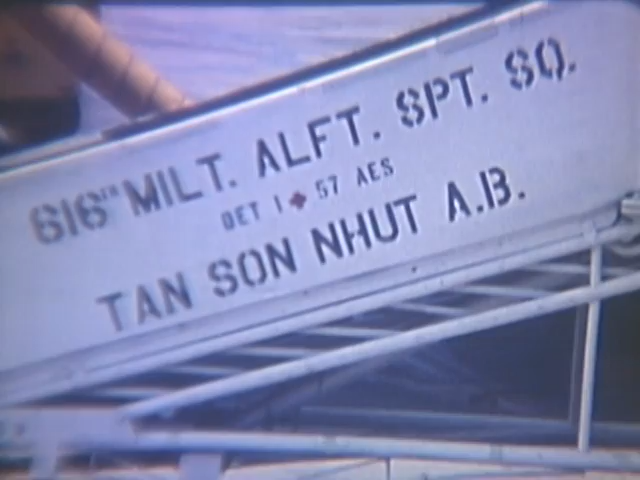 616TH MILT. ALFT. SPT. SQ.
DET 1 57 AES
TAN SON NHUT A.B.